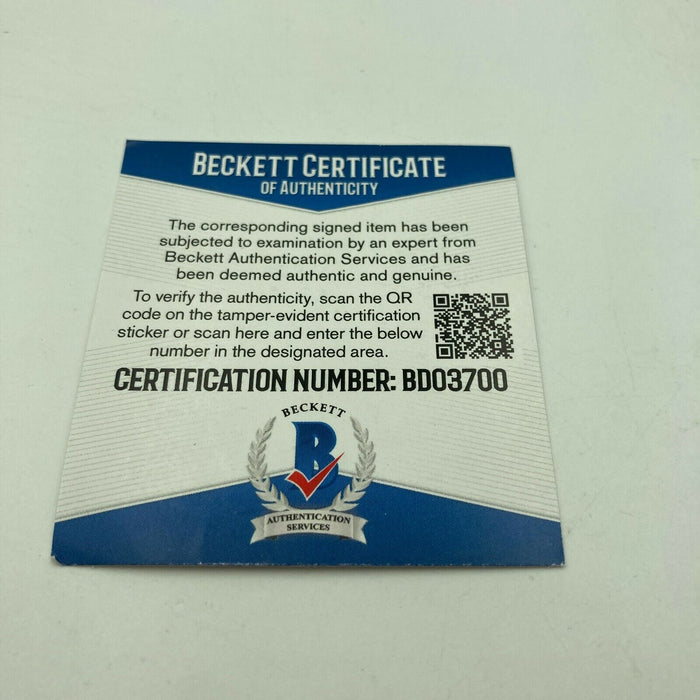 BECKETT CERTIFICATE
OF AUTHENTICITY
The corresponding signed item has been
subjected to examination by an expert from
Beckett Authentication Services and has
been deemed authentic and genuine.
To verify the authenticity, scan the QR
code on the tamper-evident certification
sticker or scan here and enter the below
number in the designated area.
CERTIFICATION NUMBER: BD03700
BECKETT
B
AUTHENTICATION
SERVICES